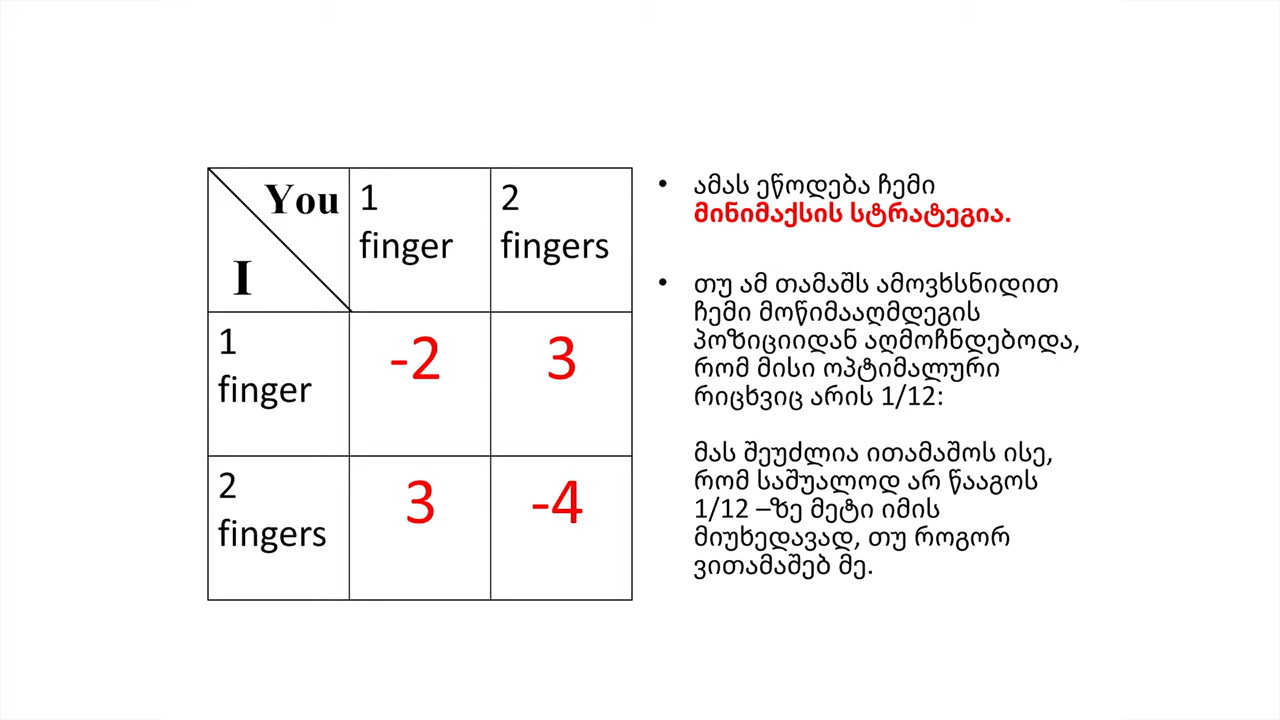 You
I
1
finger
2
fingers
1
finger
-2
3
2
fingers
3
-4
• ამას ეწოდება ჩემი
მინიმაქსის სტრატეგია.
• თუ ამ თამაშს ამოვხსნიდით
ჩემი მოწიმააღმდეგის
პოზიციიდან აღმოჩნდებოდა,
რომ მისი ოპტიმალური
რიცხვიც არის 1/12:
მას შეუძლია ითამაშოს ისე,
რომ საშუალოდ არ წააგოს
1/12 –ზე მეტი იმის
მიუხედავად, თუ როგორ
ვითამაშებ მე.